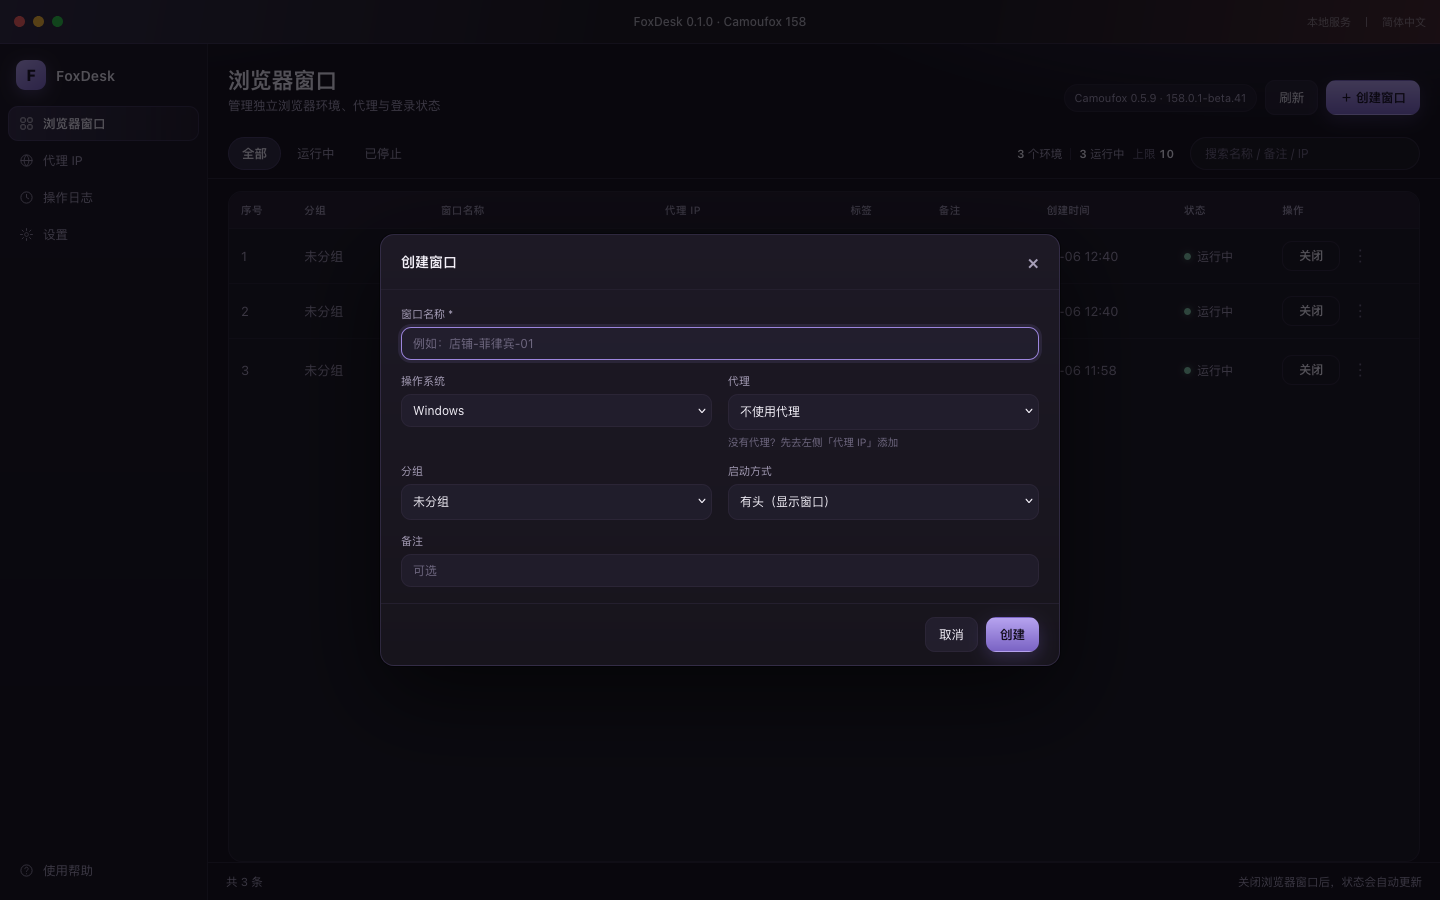 FoxDesk 0.1.0 · Camoufox 158
本地服务 | 简体中文
F FoxDesk
浏览器窗口
代理 IP
操作日志
设置
使用帮助
浏览器窗口
管理独立浏览器环境、代理与登录状态
Camoufox 0.5.9 · 158.0.1-beta.41
刷新
+ 创建窗口
全部 运行中 已停止
3 个环境 3 运行中 上限 10
搜索名称 / 备注 / IP
序号 分组 窗口名称 代理 IP 标签 备注 创建时间 状态 操作
1 未分组 -06 12:40 运行中 关闭
2 未分组 -06 12:40 运行中 关闭
3 未分组 -06 11:58 运行中 关闭
创建窗口
窗口名称 *
例如：店铺-菲律宾-01
操作系统 代理
Windows 不使用代理
没有代理？先去左侧「代理 IP」添加
分组 启动方式
未分组 有头（显示窗口）
备注
可选
取消 创建
共 3 条
关闭浏览器窗口后，状态会自动更新